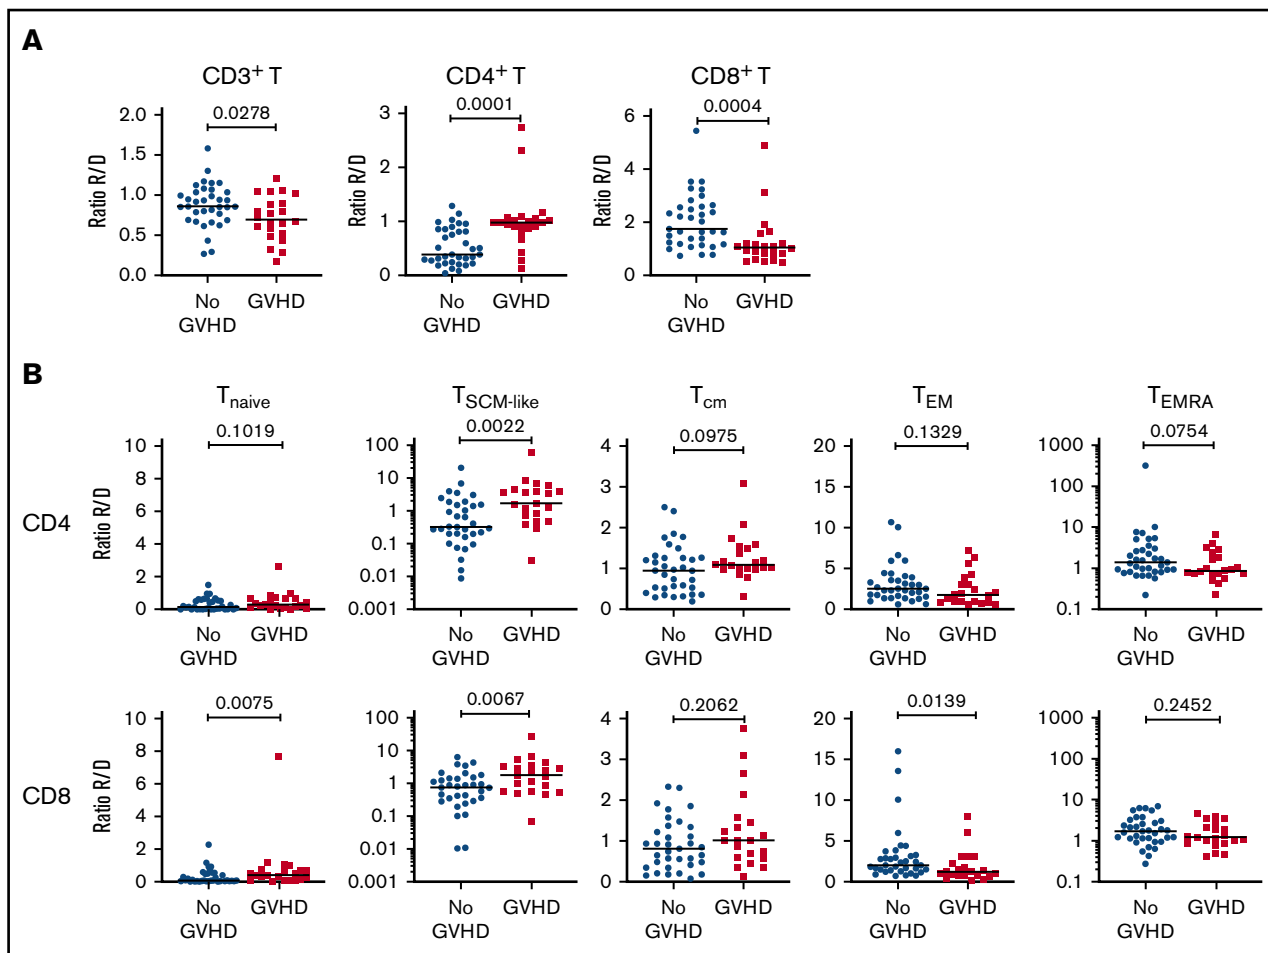 A
CD3+ T
CD4+ T
CD8+ T
0.0278
0.0001
0.0004
Ratio R/D
2.0
1.5
1.0
0.5
0.0
Ratio R/D
3
2
1
0
Ratio R/D
6
4
2
0
No GVHD
GVHD
No GVHD
GVHD
No GVHD
GVHD
B
Tnaive
TSCM-like
Tcm
TEM
TEMRA
CD4
Ratio R/D
0.1019
10
8
6
4
2
0
No GVHD
GVHD
0.0022
100
10
1
0.1
0.01
0.001
No GVHD
GVHD
0.0975
4
3
2
1
0
No GVHD
GVHD
0.1329
20
15
10
5
0
No GVHD
GVHD
0.0754
1000
100
10
1
0.1
No GVHD
GVHD
CD8
Ratio R/D
0.0075
10
8
6
4
2
0
No GVHD
GVHD
0.0067
100
10
1
0.1
0.01
0.001
No GVHD
GVHD
0.2062
4
3
2
1
0
No GVHD
GVHD
0.0139
20
15
10
5
0
No GVHD
GVHD
0.2452
1000
100
10
1
0.1
No GVHD
GVHD